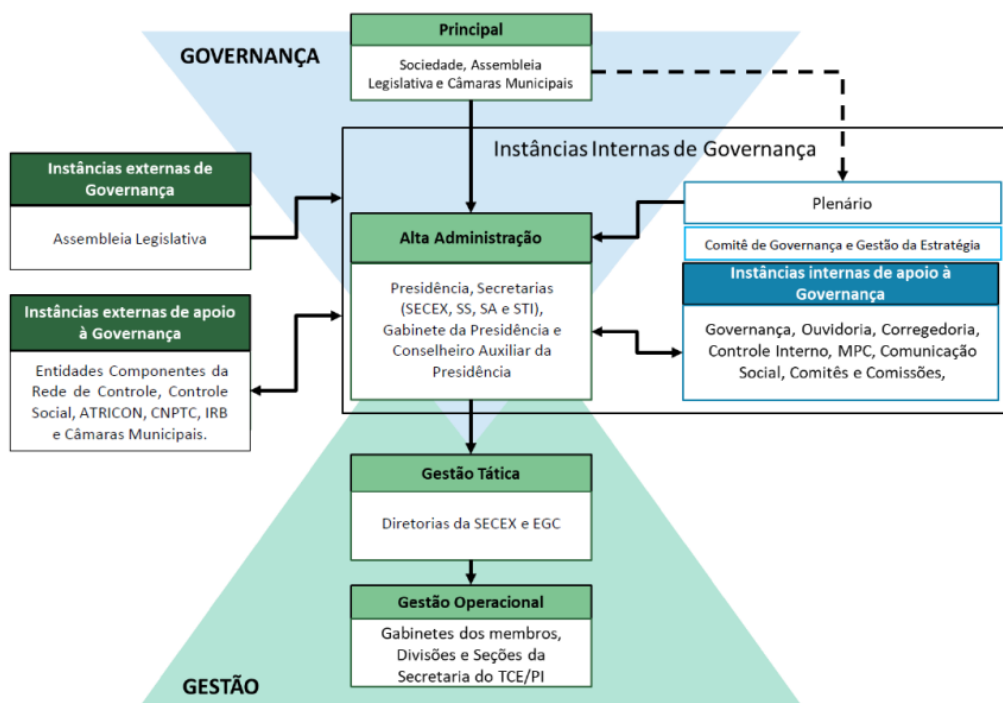 GOVERNANÇA
Principal
Sociedade, Assembleia
Legislativa e Câmaras Municipais
Instâncias Internas de Governança
Instâncias externas de
Governança
Assembleia Legislativa
Plenário
Comitê de Governança e Gestão da Estratégia
Alta Administração
Presidência, Secretarias
(SECEX, SS, SA e STI),
Gabinete da Presidência e
Conselheiro Auxiliar da
Presidência
Instâncias internas de apoio à
Governança
Governança, Ouvidoria, Corregedoria,
Controle Interno, MPC, Comunicação
Social, Comitês e Comissões,
Instâncias externas de apoio
à Governança
Entidades Componentes da
Rede de Controle, Controle
Social, ATRICON, CNPTC, IRB
e Câmaras Municipais.
Gestão Tática
Diretorias da SECEX e EGC
Gestão Operacional
Gabinetes dos membros,
Divisões e Seções da
Secretaria do TCE/PI
GESTÃO